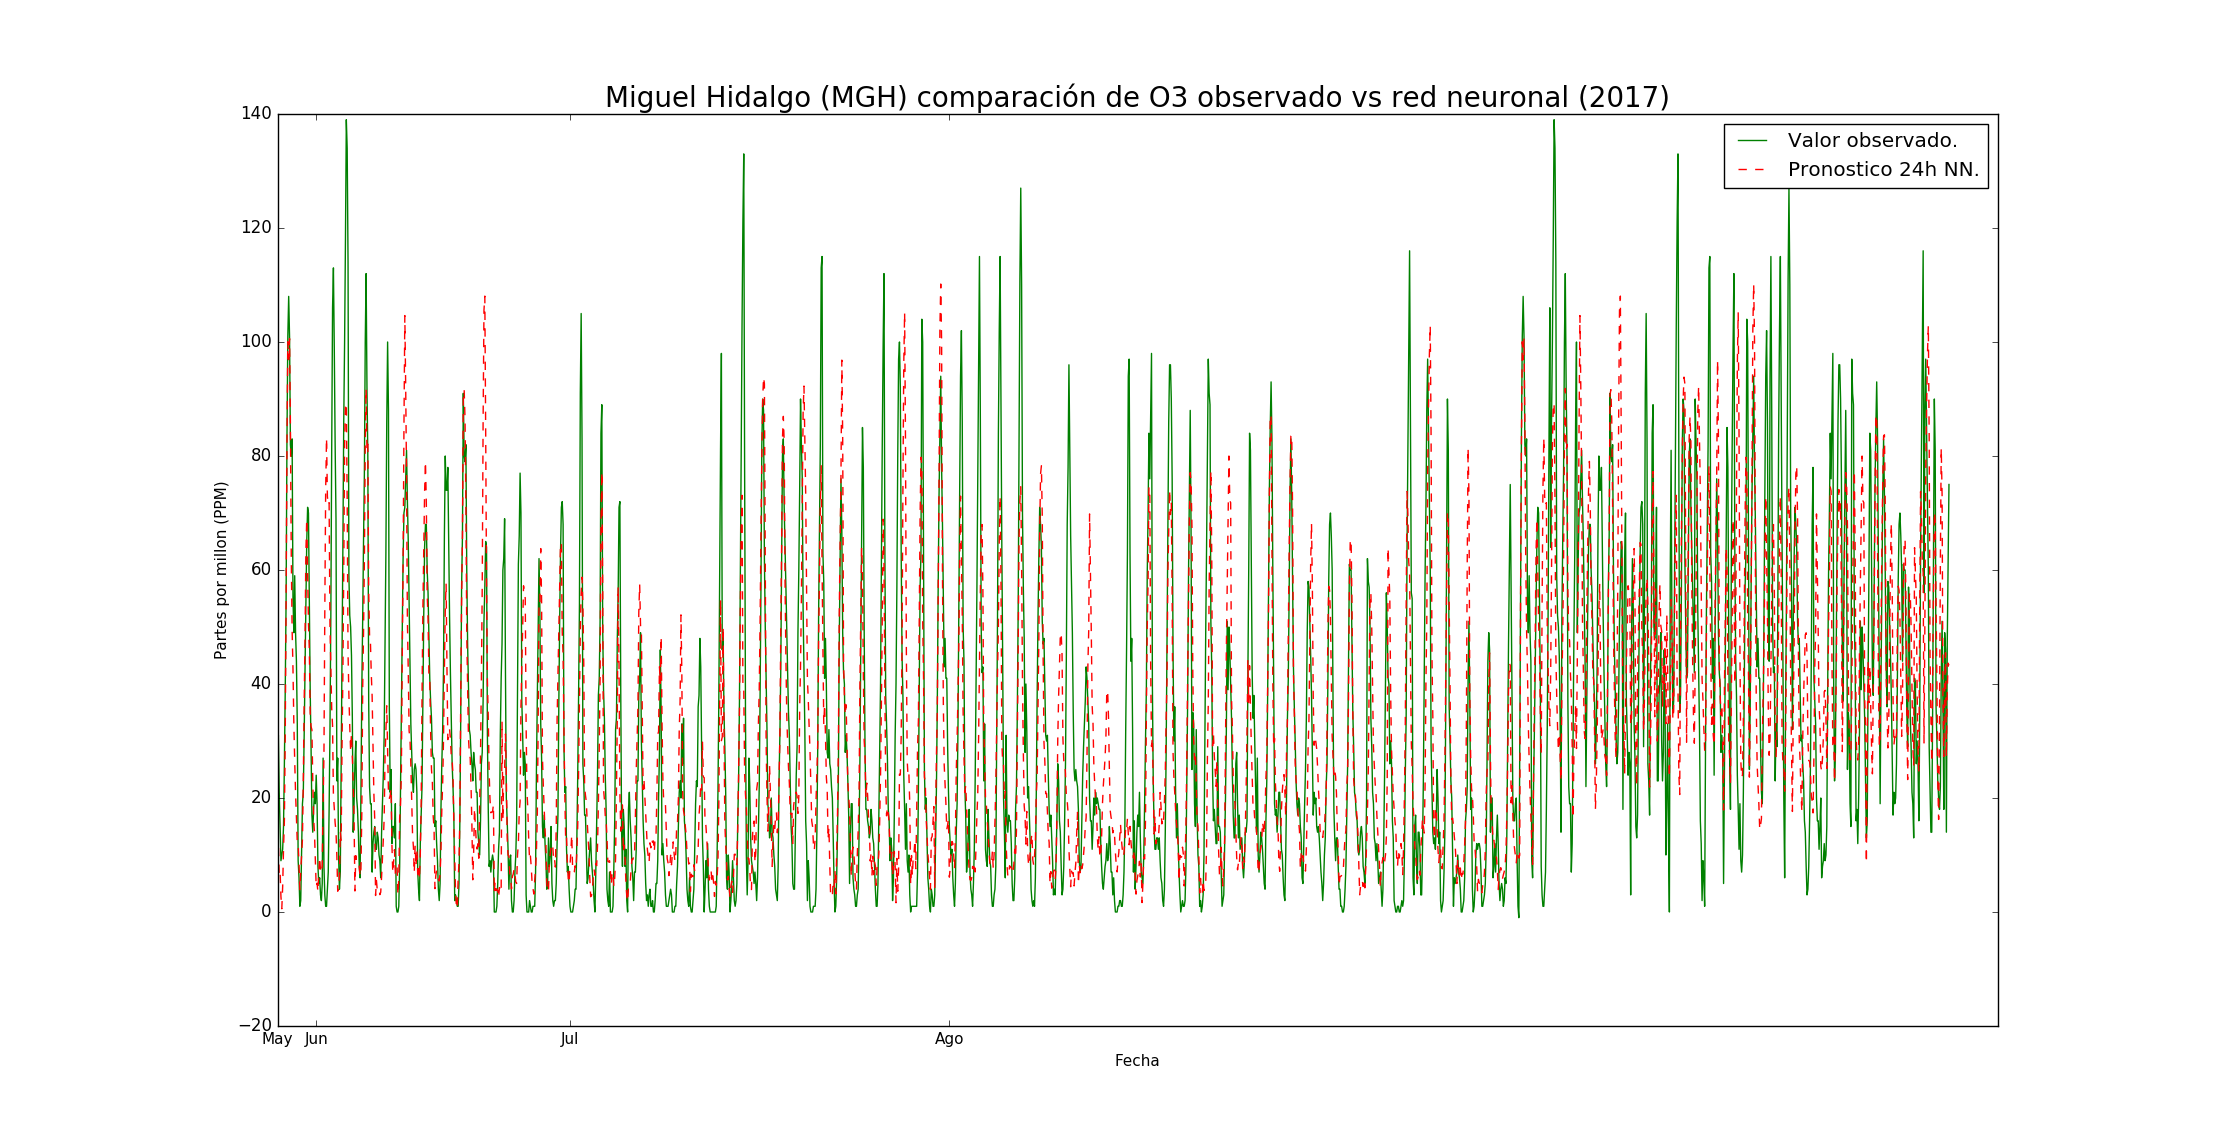 Miguel Hidalgo (MGH) comparación de O3 observado vs red neuronal (2017)
Valor observado.
Pronostico 24h NN.
Partes por millon (PPM)
140
120
100
80
60
40
20
0
−20
May Jun Jul Ago
Fecha